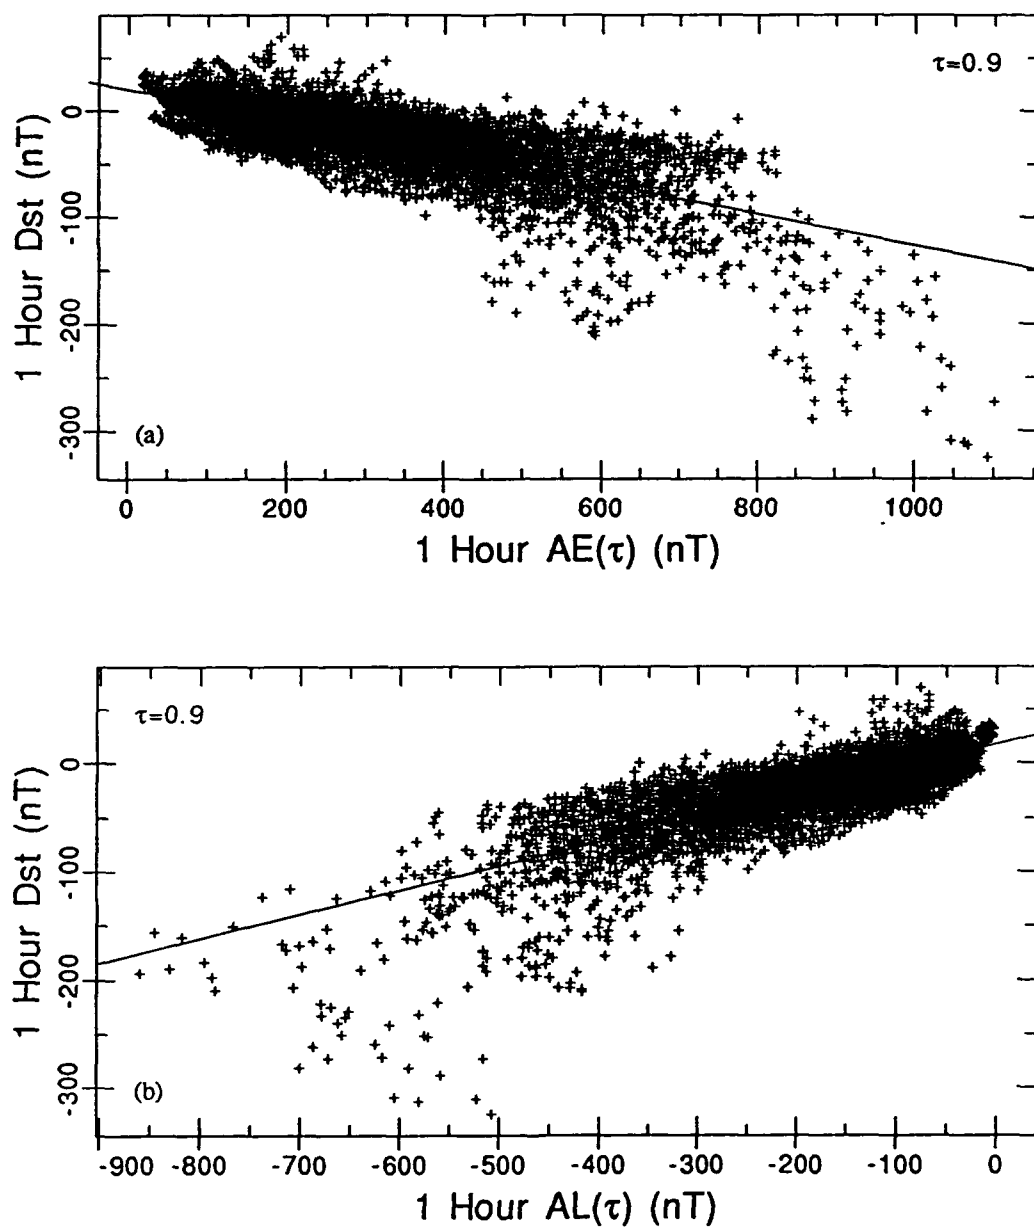 τ=0.9
0
-100
-200
-300
1 Hour Dst (nT)
(a)
0 200 400 600 800 1000
1 Hour AE(τ) (nT)
τ=0.9
0
-100
-200
-300
1 Hour Dst (nT)
(b)
-900 -800 -700 -600 -500 -400 -300 -200 -100 0
1 Hour AL(τ) (nT)